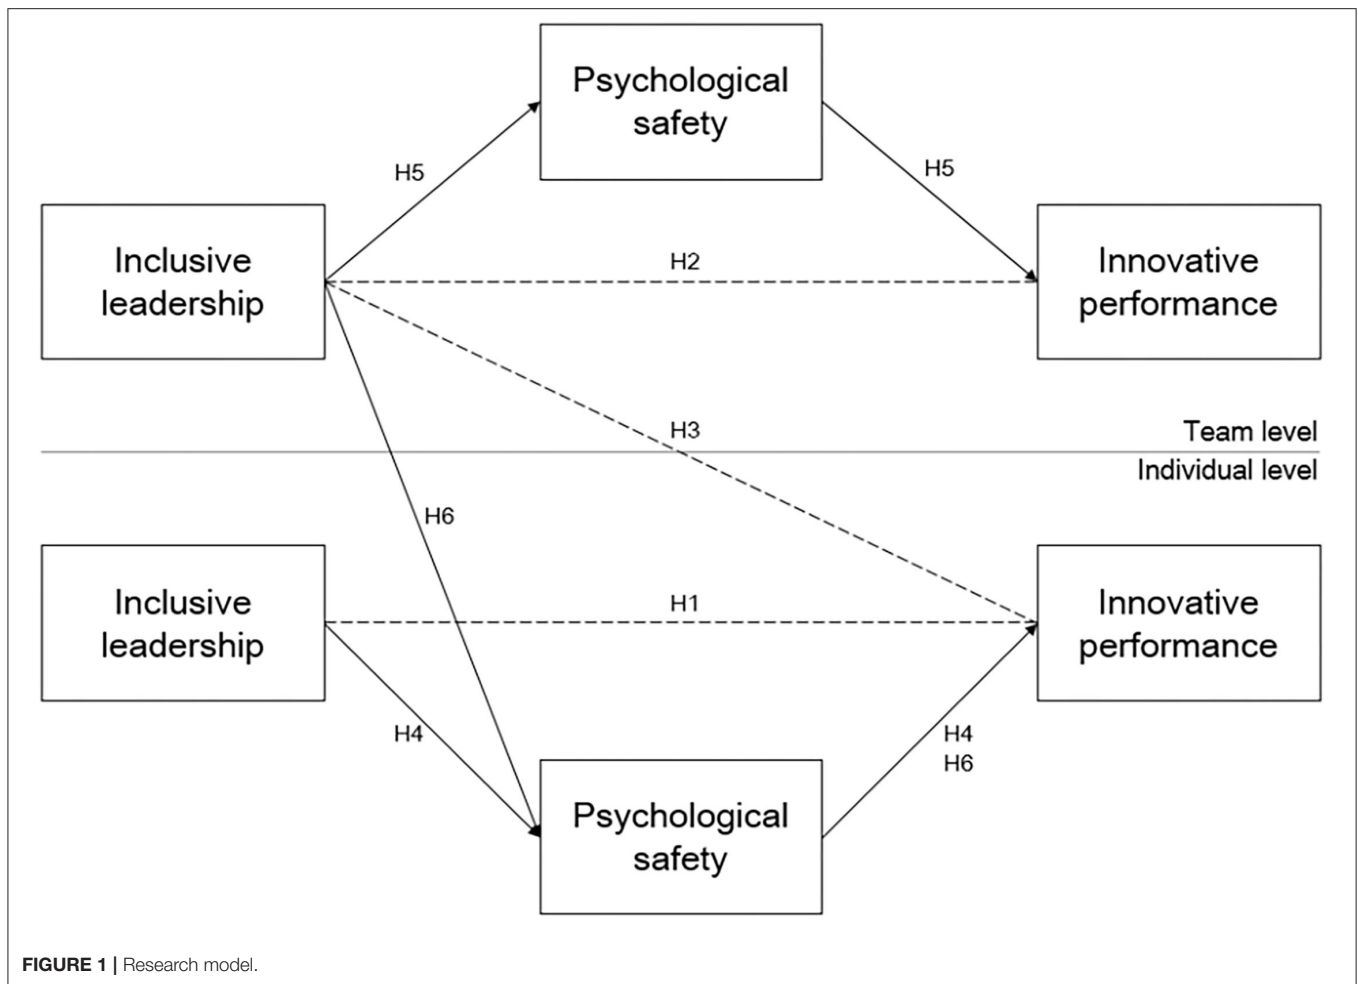 Psychological
safety
H5
H5
Inclusive
leadership
H2
Innovative
performance
H3
Team level
Individual level
H6
Inclusive
leadership
H1
Innovative
performance
H4
H4
H6
Psychological
safety
FIGURE 1 | Research model.